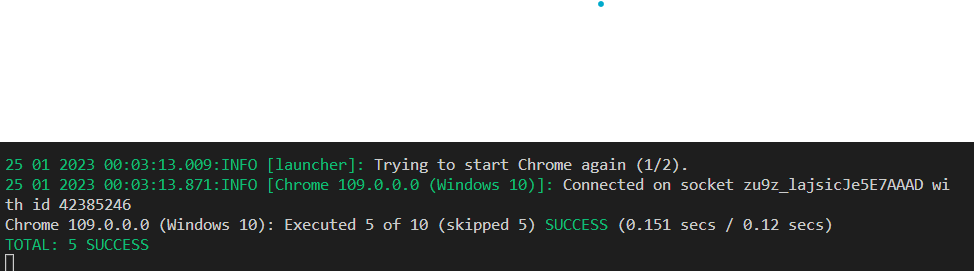 25 01 2023 00:03:13.009:INFO [launcher]: Trying to start Chrome again (1/2).
25 01 2023 00:03:13.871:INFO [Chrome 109.0.0.0 (Windows 10)]: Connected on socket zu9z_lajsicJe5E7AAAD wi
th id 42385246
Chrome 109.0.0.0 (Windows 10): Executed 5 of 10 (skipped 5) SUCCESS (0.151 secs / 0.12 secs)
TOTAL: 5 SUCCESS